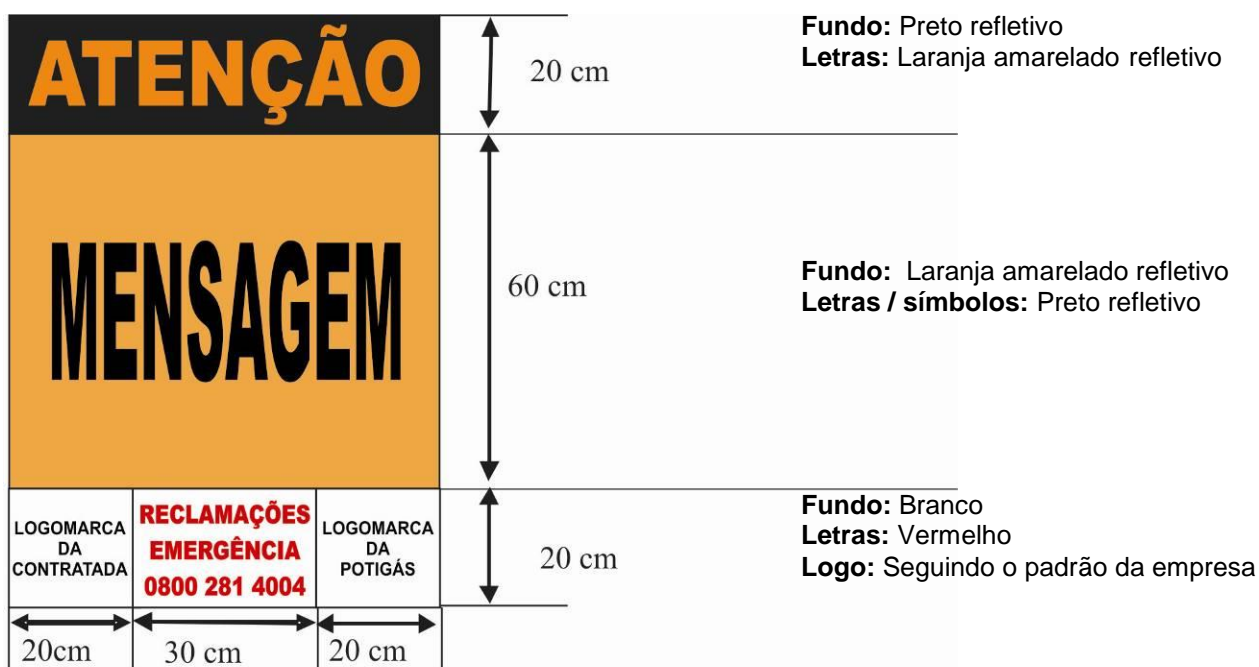 ATENÇÃO
20 cm
Fundo: Preto refletivo
Letras: Laranja amarelado refletivo
MENSAGEM
60 cm
Fundo: Laranja amarelado refletivo
Letras / símbolos: Preto refletivo
LOGOMARCA
DA
CONTRATADA
RECLAMAÇÕES
EMERGÊNCIA
0800 281 4004
LOGOMARCA
DA
POTIGÁS
20 cm
Fundo: Branco
Letras: Vermelho
Logo: Seguindo o padrão da empresa
20cm
30 cm
20 cm